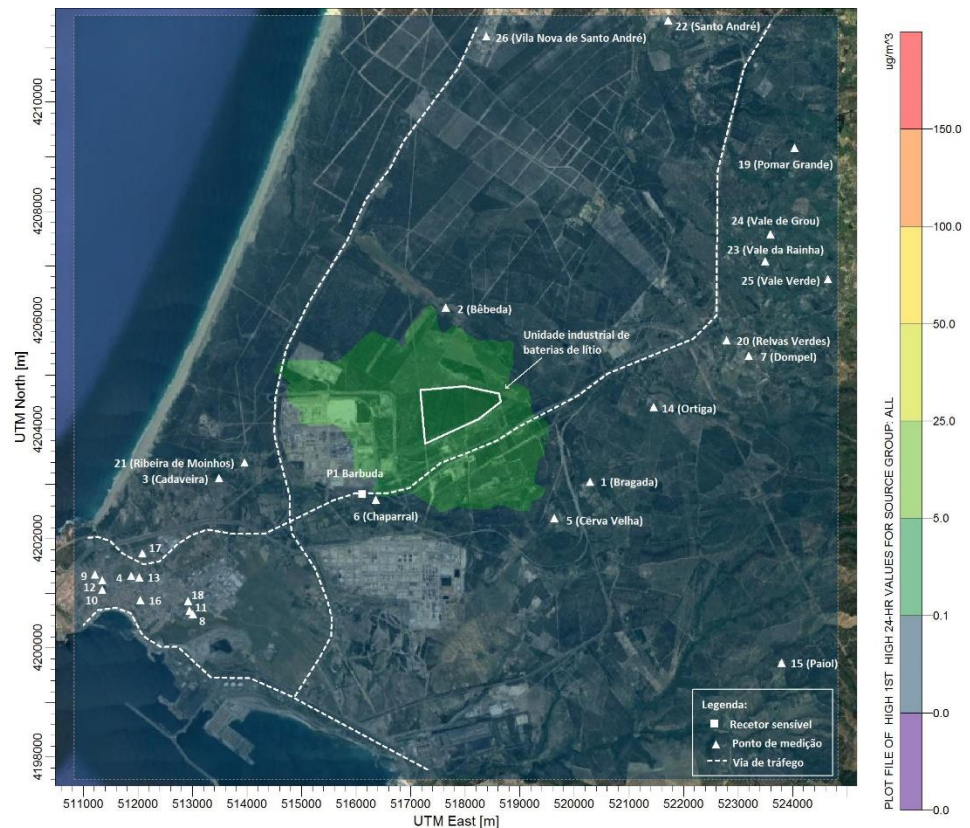 22 (Santo André)
26 (Vila Nova de Santo André)
19 (Pomar Grande)
24 (Vale de Grou)
23 (Vale da Rainha)
25 (Vale Verde)
2 (Bêbeda)
Unidade industrial de
baterias de lítio
20 (Relvas Verdes)
7 (Dompel)
14 (Ortiga)
21 (Ribeira de Moinhos)
3 (Cadaveira)
P1 Barbuda
6 (Chaparral)
1 (Bragada)
5 (Cerva Velha)
17
9
4
13
12
10
16
18
11
8
15 (Paiol)
Legenda:
Recetor sensível
Ponto de medição
Via de tráfego
UTM North [m]
4210000
4208000
4206000
4204000
4202000
4200000
4198000
511000 512000 513000 514000 515000 516000 517000 518000 519000 520000 521000 522000 523000 524000
UTM East [m]
ug/m^3
150.0
100.0
50.0
25.0
5.0
0.1
0.0
0.0
PLOT FILE OF HIGH 1ST HIGH 24-HR VALUES FOR SOURCE GROUP: ALL